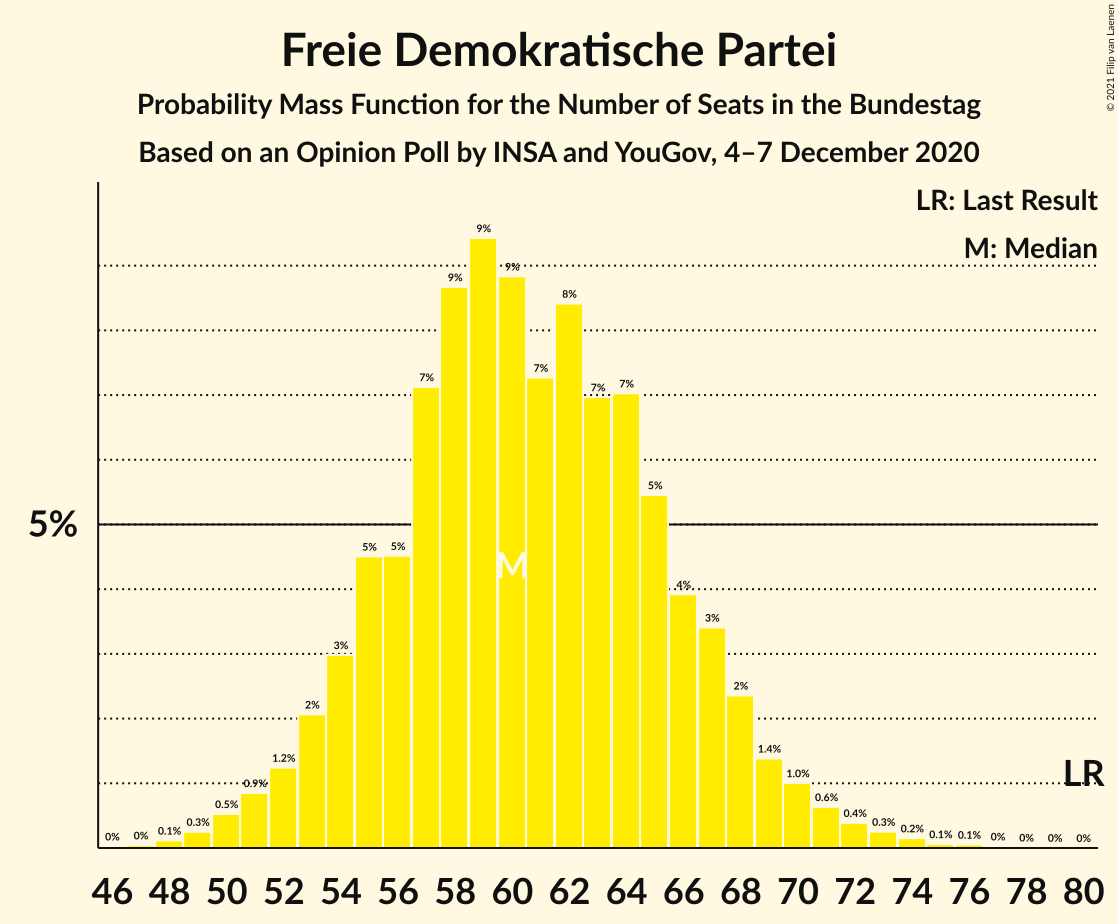 Freie Demokratische Partei
Probability Mass Function for the Number of Seats in the Bundestag
Based on an Opinion Poll by INSA and YouGov, 4–7 December 2020
© 2021 Filip van Laenen
LR: Last Result
M: Median
5%
0% 0% 0.1% 0.3% 0.5% 0.9% 1.2% 2% 3% 5% 5% 7% 9% 9% 9% 7% 8% 7% 7% 5% 4% 3% 2% 1.4% 1.0% 0.6% 0.4% 0.3% 0.2% 0.1% 0.1% 0% 0% 0% 0%
M
LR
46 48 50 52 54 56 58 60 62 64 66 68 70 72 74 76 78 80